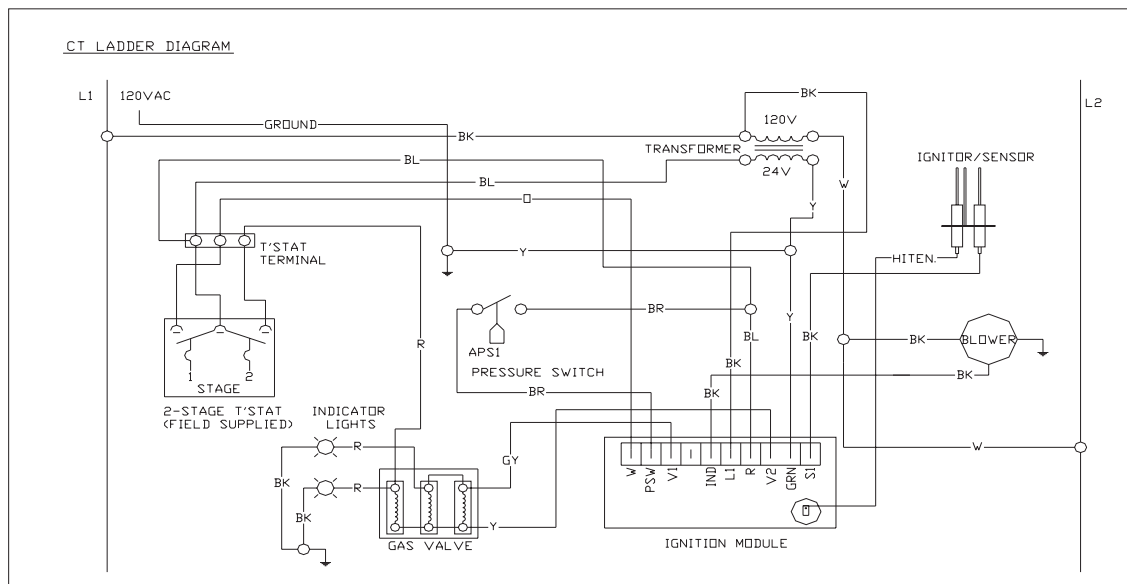 CT LADDER DIAGRAM
L1 120VAC
L2
GROUND
BK
BK
120V
TRANSFORMER
24V
BL
BL
O
W
Y
IGNITOR/SENSOR
T'STAT
TERMINAL
Y
HITEN.
BR
Y
BL
BK
BK
BLOWER
R
APS1
PRESSURE SWITCH
BK
BR
BK
BK
1 2
STAGE
2-STAGE T'STAT
(FIELD SUPPLIED)
INDICATOR
LIGHTS
R
R
BK
BK
GY
Y
GAS VALVE
W
W
PSW
V1
-
IND
L1
R
V2
GRN
S1
IGNITION MODULE